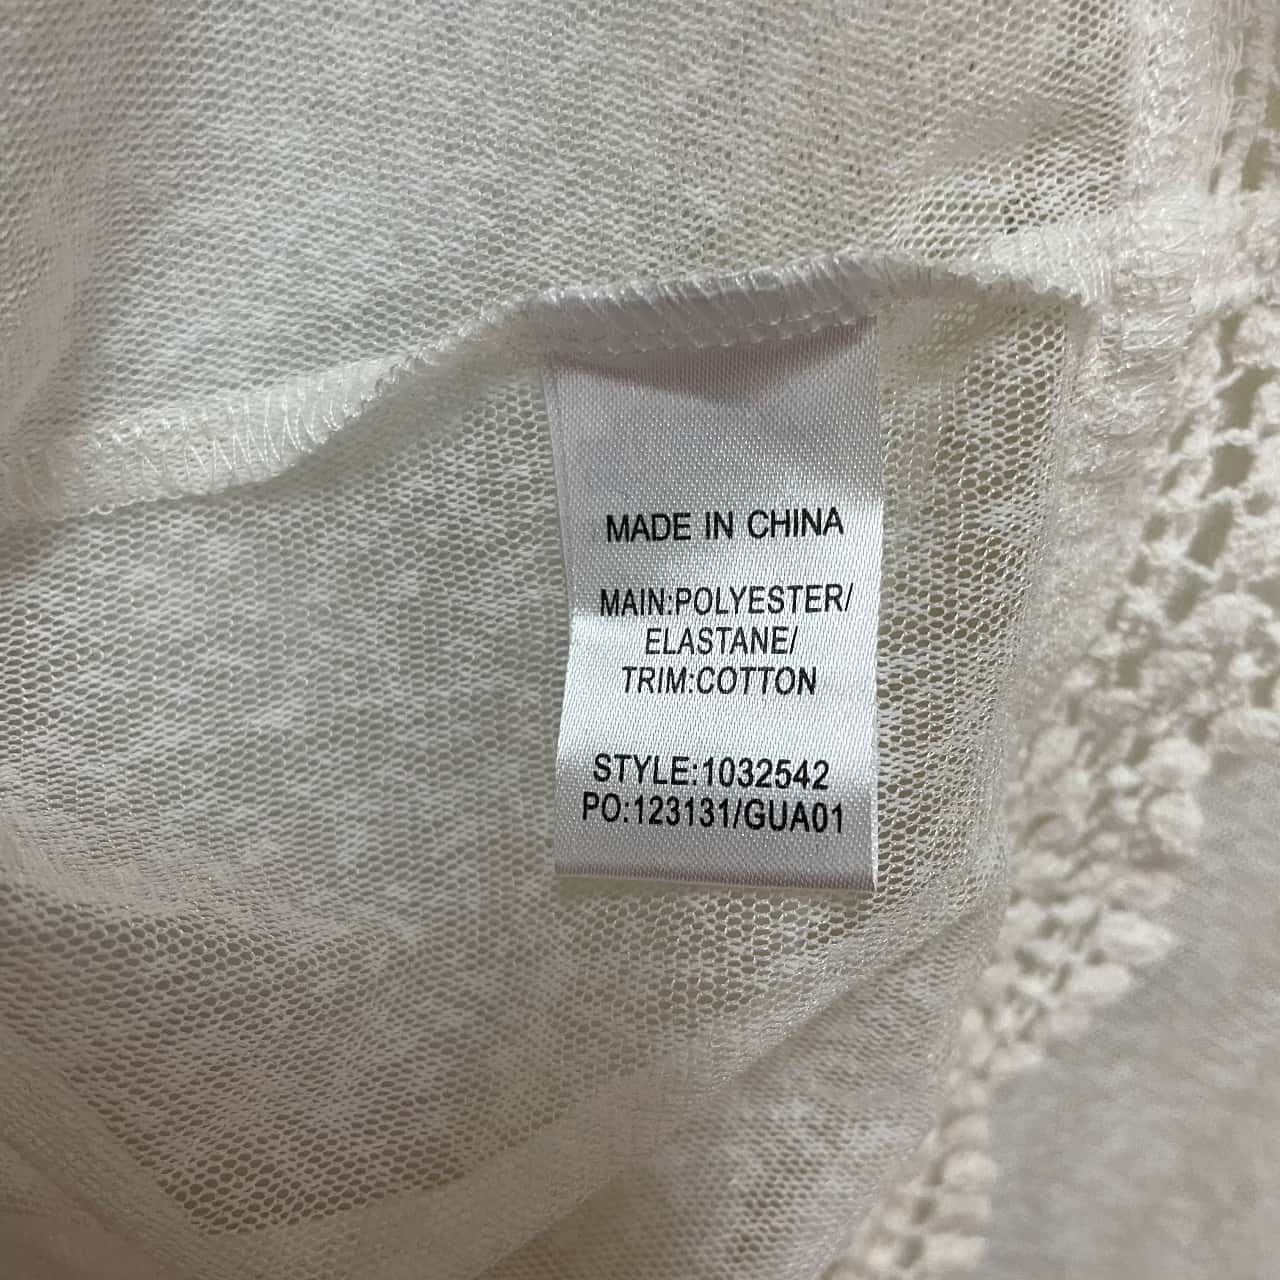 MADE IN CHINA
MAIN:POLYESTER/
ELASTANE/
TRIM:COTTON
STYLE:1032542
PO:123131/GUA01